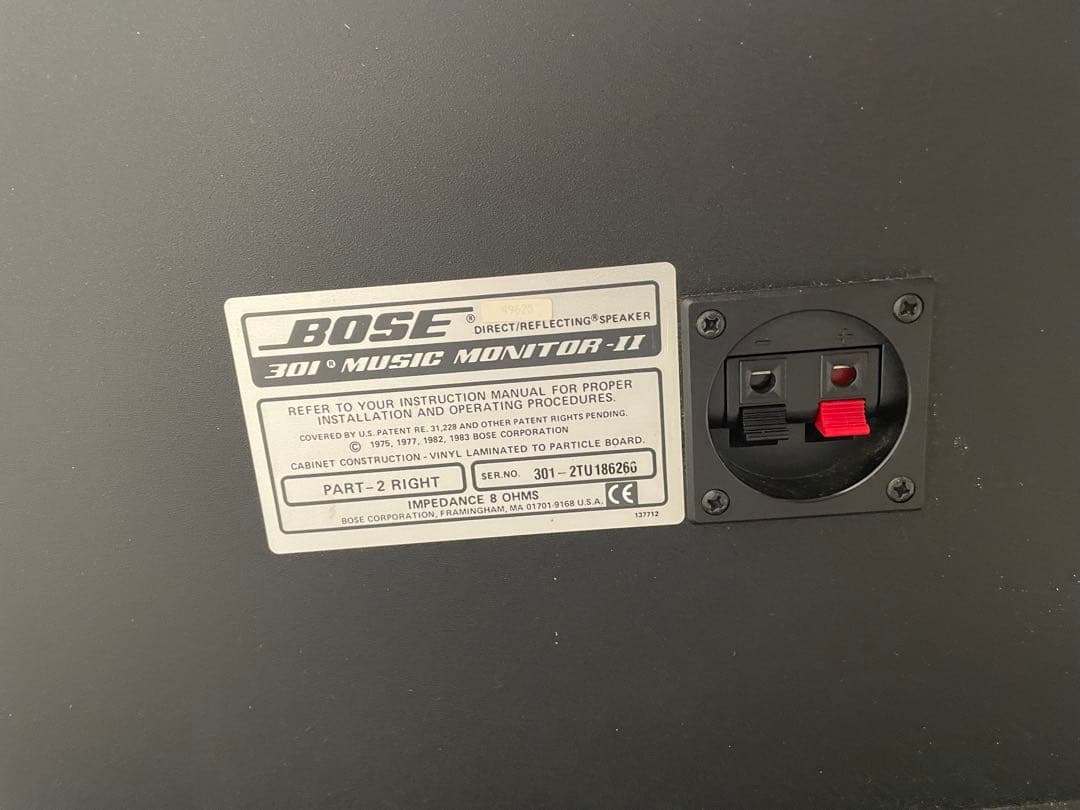 BOSE® 99625
DIRECT/REFLECTING® SPEAKER
301® MUSIC MONITOR-II
REFER TO YOUR INSTRUCTION MANUAL FOR PROPER
INSTALLATION AND OPERATING PROCEDURES.
COVERED BY U.S. PATENT RE. 31,228 AND OTHER PATENT RIGHTS PENDING.
© 1975, 1977, 1982, 1983 BOSE CORPORATION
CABINET CONSTRUCTION - VINYL LAMINATED TO PARTICLE BOARD.
PART-2 RIGHT SER.NO. 301-2TU186266
IMPEDANCE 8 OHMS CE
BOSE CORPORATION, FRAMINGHAM, MA 01701-9168 U.S.A.
137712
- +